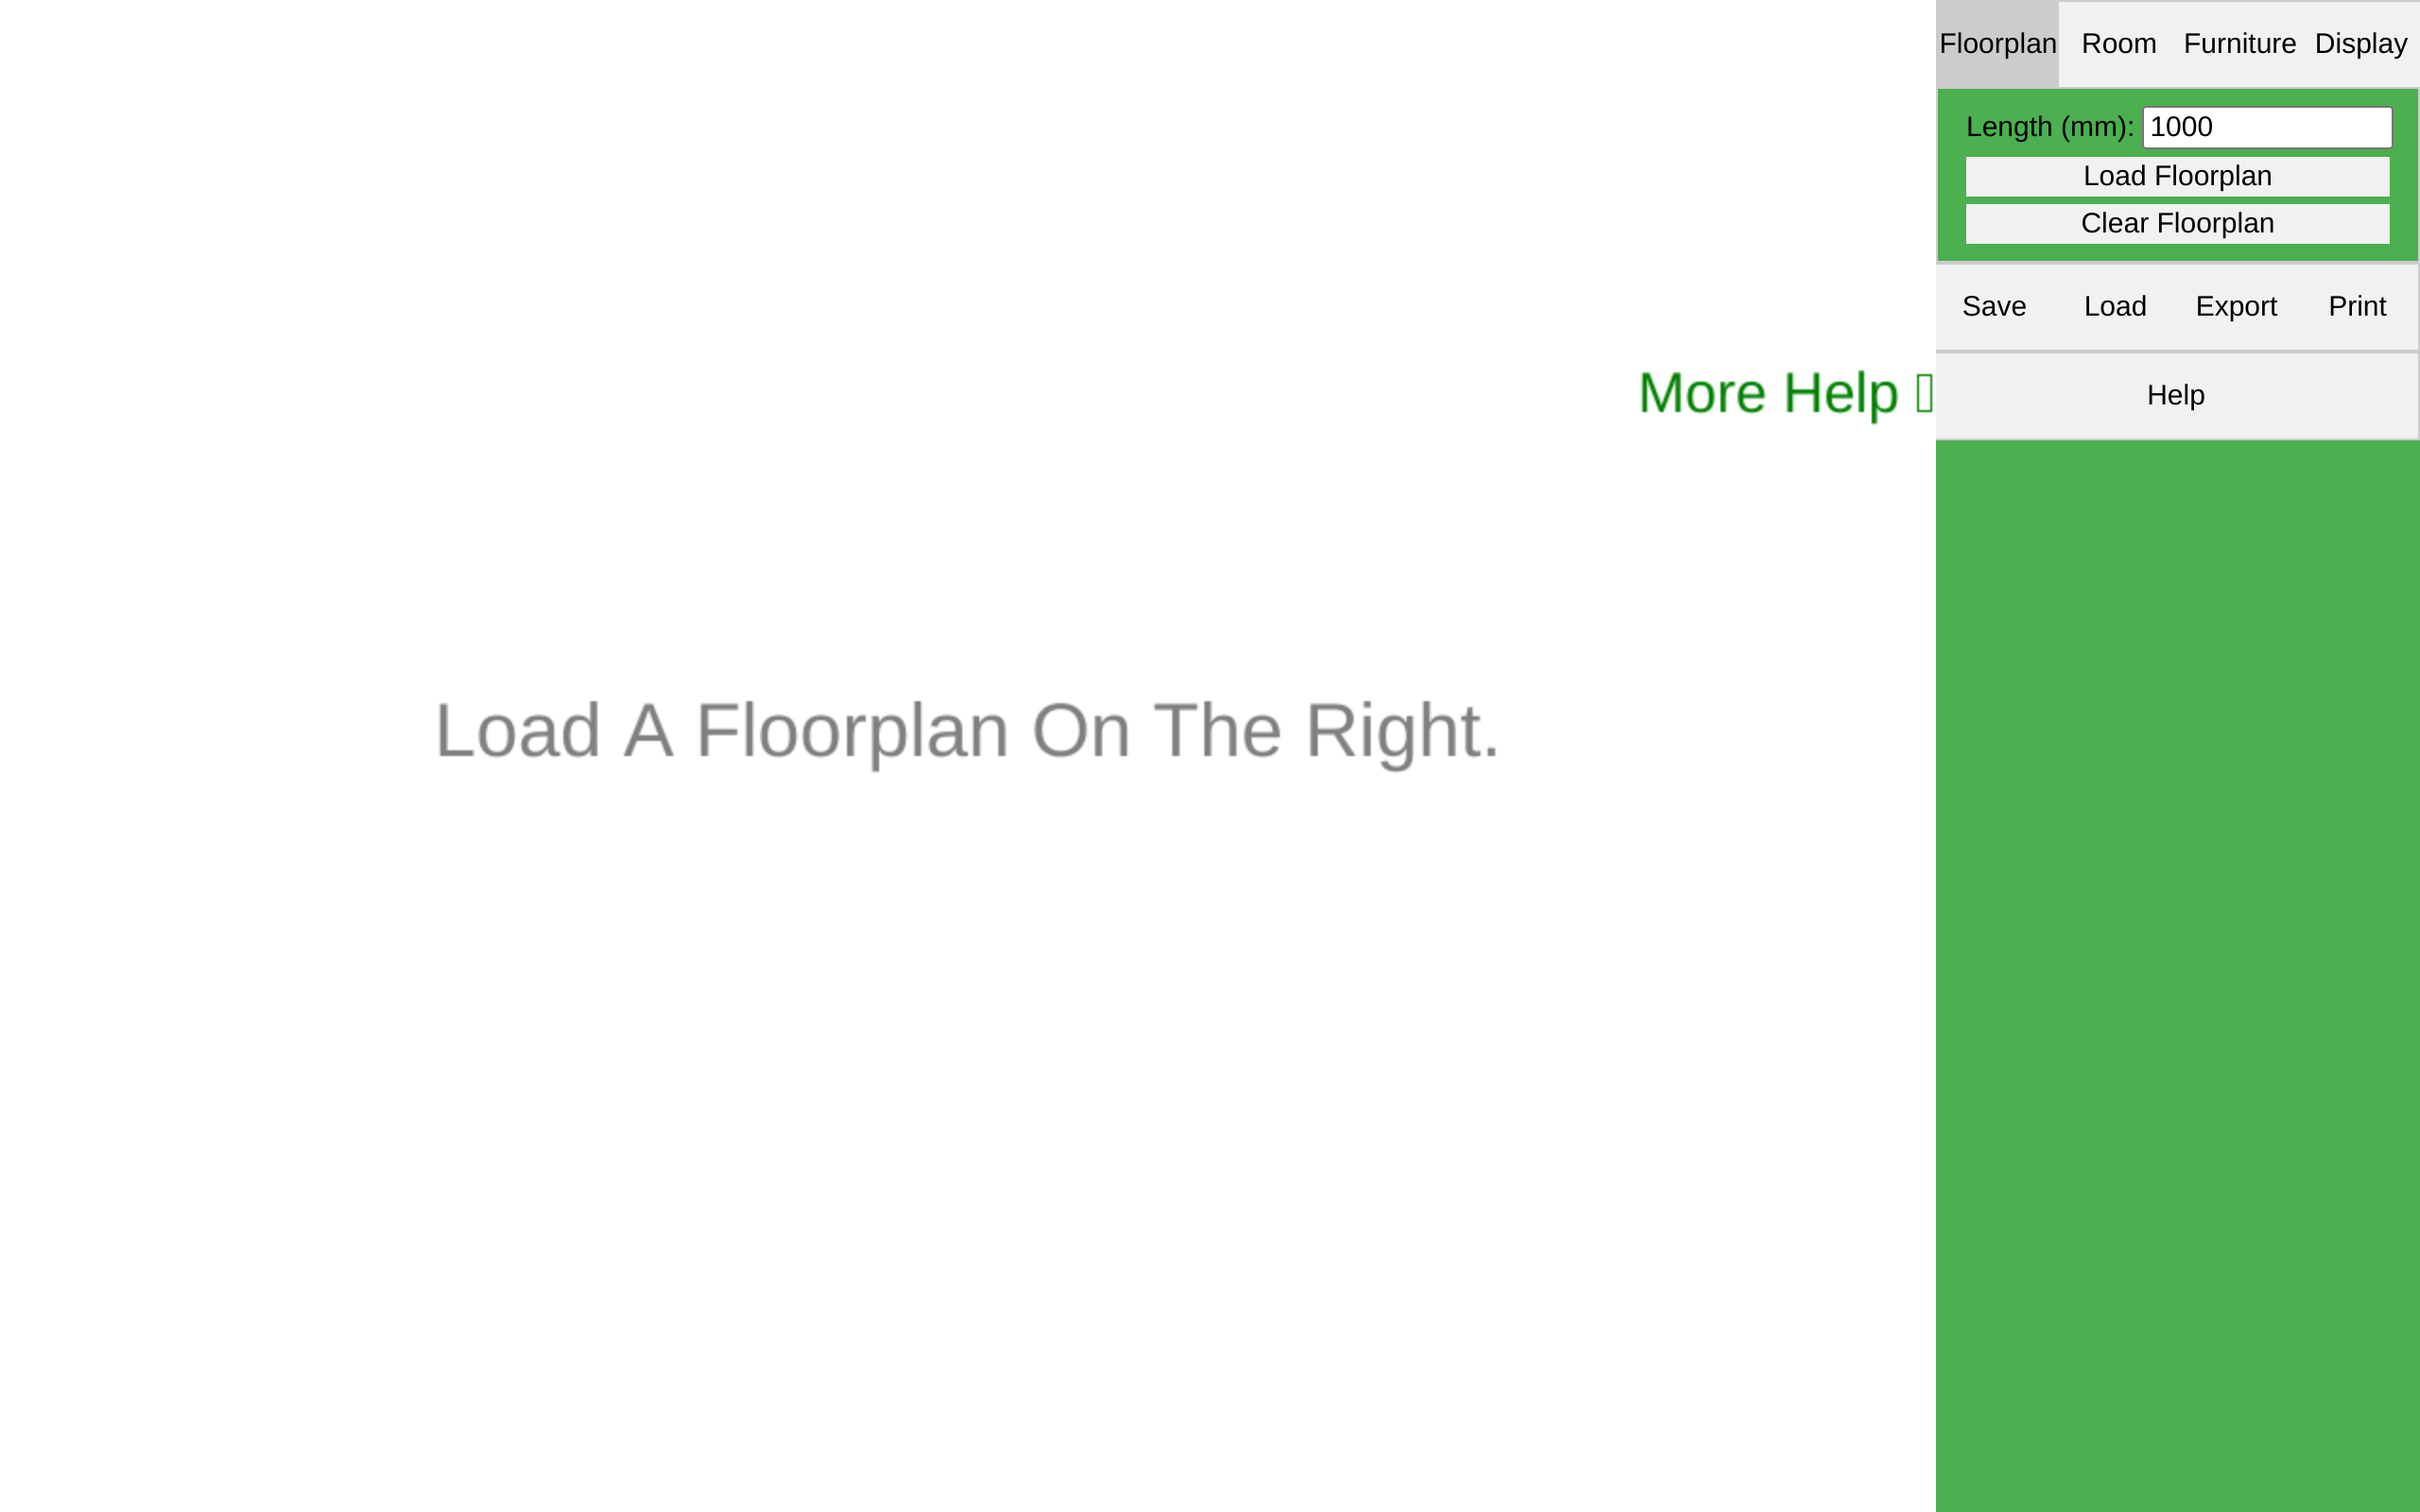 Floorplan Room Furniture Display
Length (mm): 1000
Load Floorplan
Clear Floorplan
Save Load Export Print
More Help
Help
Load A Floorplan On The Right.